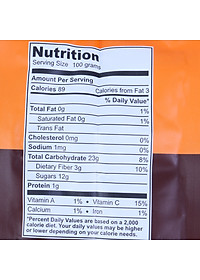 Nutrition
Serving Size 100 grams
Amount Per Serving
Calories 89 Calories from Fat 3
% Daily Value*
Total Fat 0g 0%
Saturated Fat 0g 0%
Trans Fat
Cholesterol 0mg 0%
Sodium 1mg 0%
Total Carbohydrate 23g 8%
Dietary Fiber 3g 10%
Sugars 12g
Protein 1g
Vitamin A 1% • Vitamin C 15%
Calcium 1% • Iron 1%
*Percent Daily Values are based on a 2,000
calorie diet. Your daily values may be higher
or lower depending on your calorie needs.